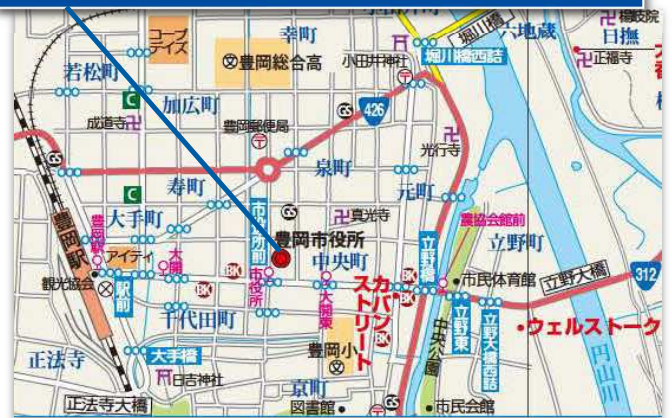 幸町
六地蔵
堀川橋
日撫
コープデイズ
豊岡総合高
小田井神社
堀川橋西詰
正福寺
若松町
C
加広町
GS
426
成道寺
豊岡郵便局
光行寺
GS
泉町
寿町
元町
C
大手町
市役所前
GS
真光寺
農協会館前
豊岡駅
豊岡駅
アイティ
大開
豊岡市役所
中央町
立野橋
立野町
312
観光協会
駅前
BK
市役所
BK
大開東
カバンストリート
BK
BK
市民体育館
立野大橋
千代田町
立野東
立野大橋西詰
ウェルストーク
中央公園
円山川
正法寺
大手橋
豊岡小
日吉神社
京町
正法寺大橋
図書館
GS
市民会館